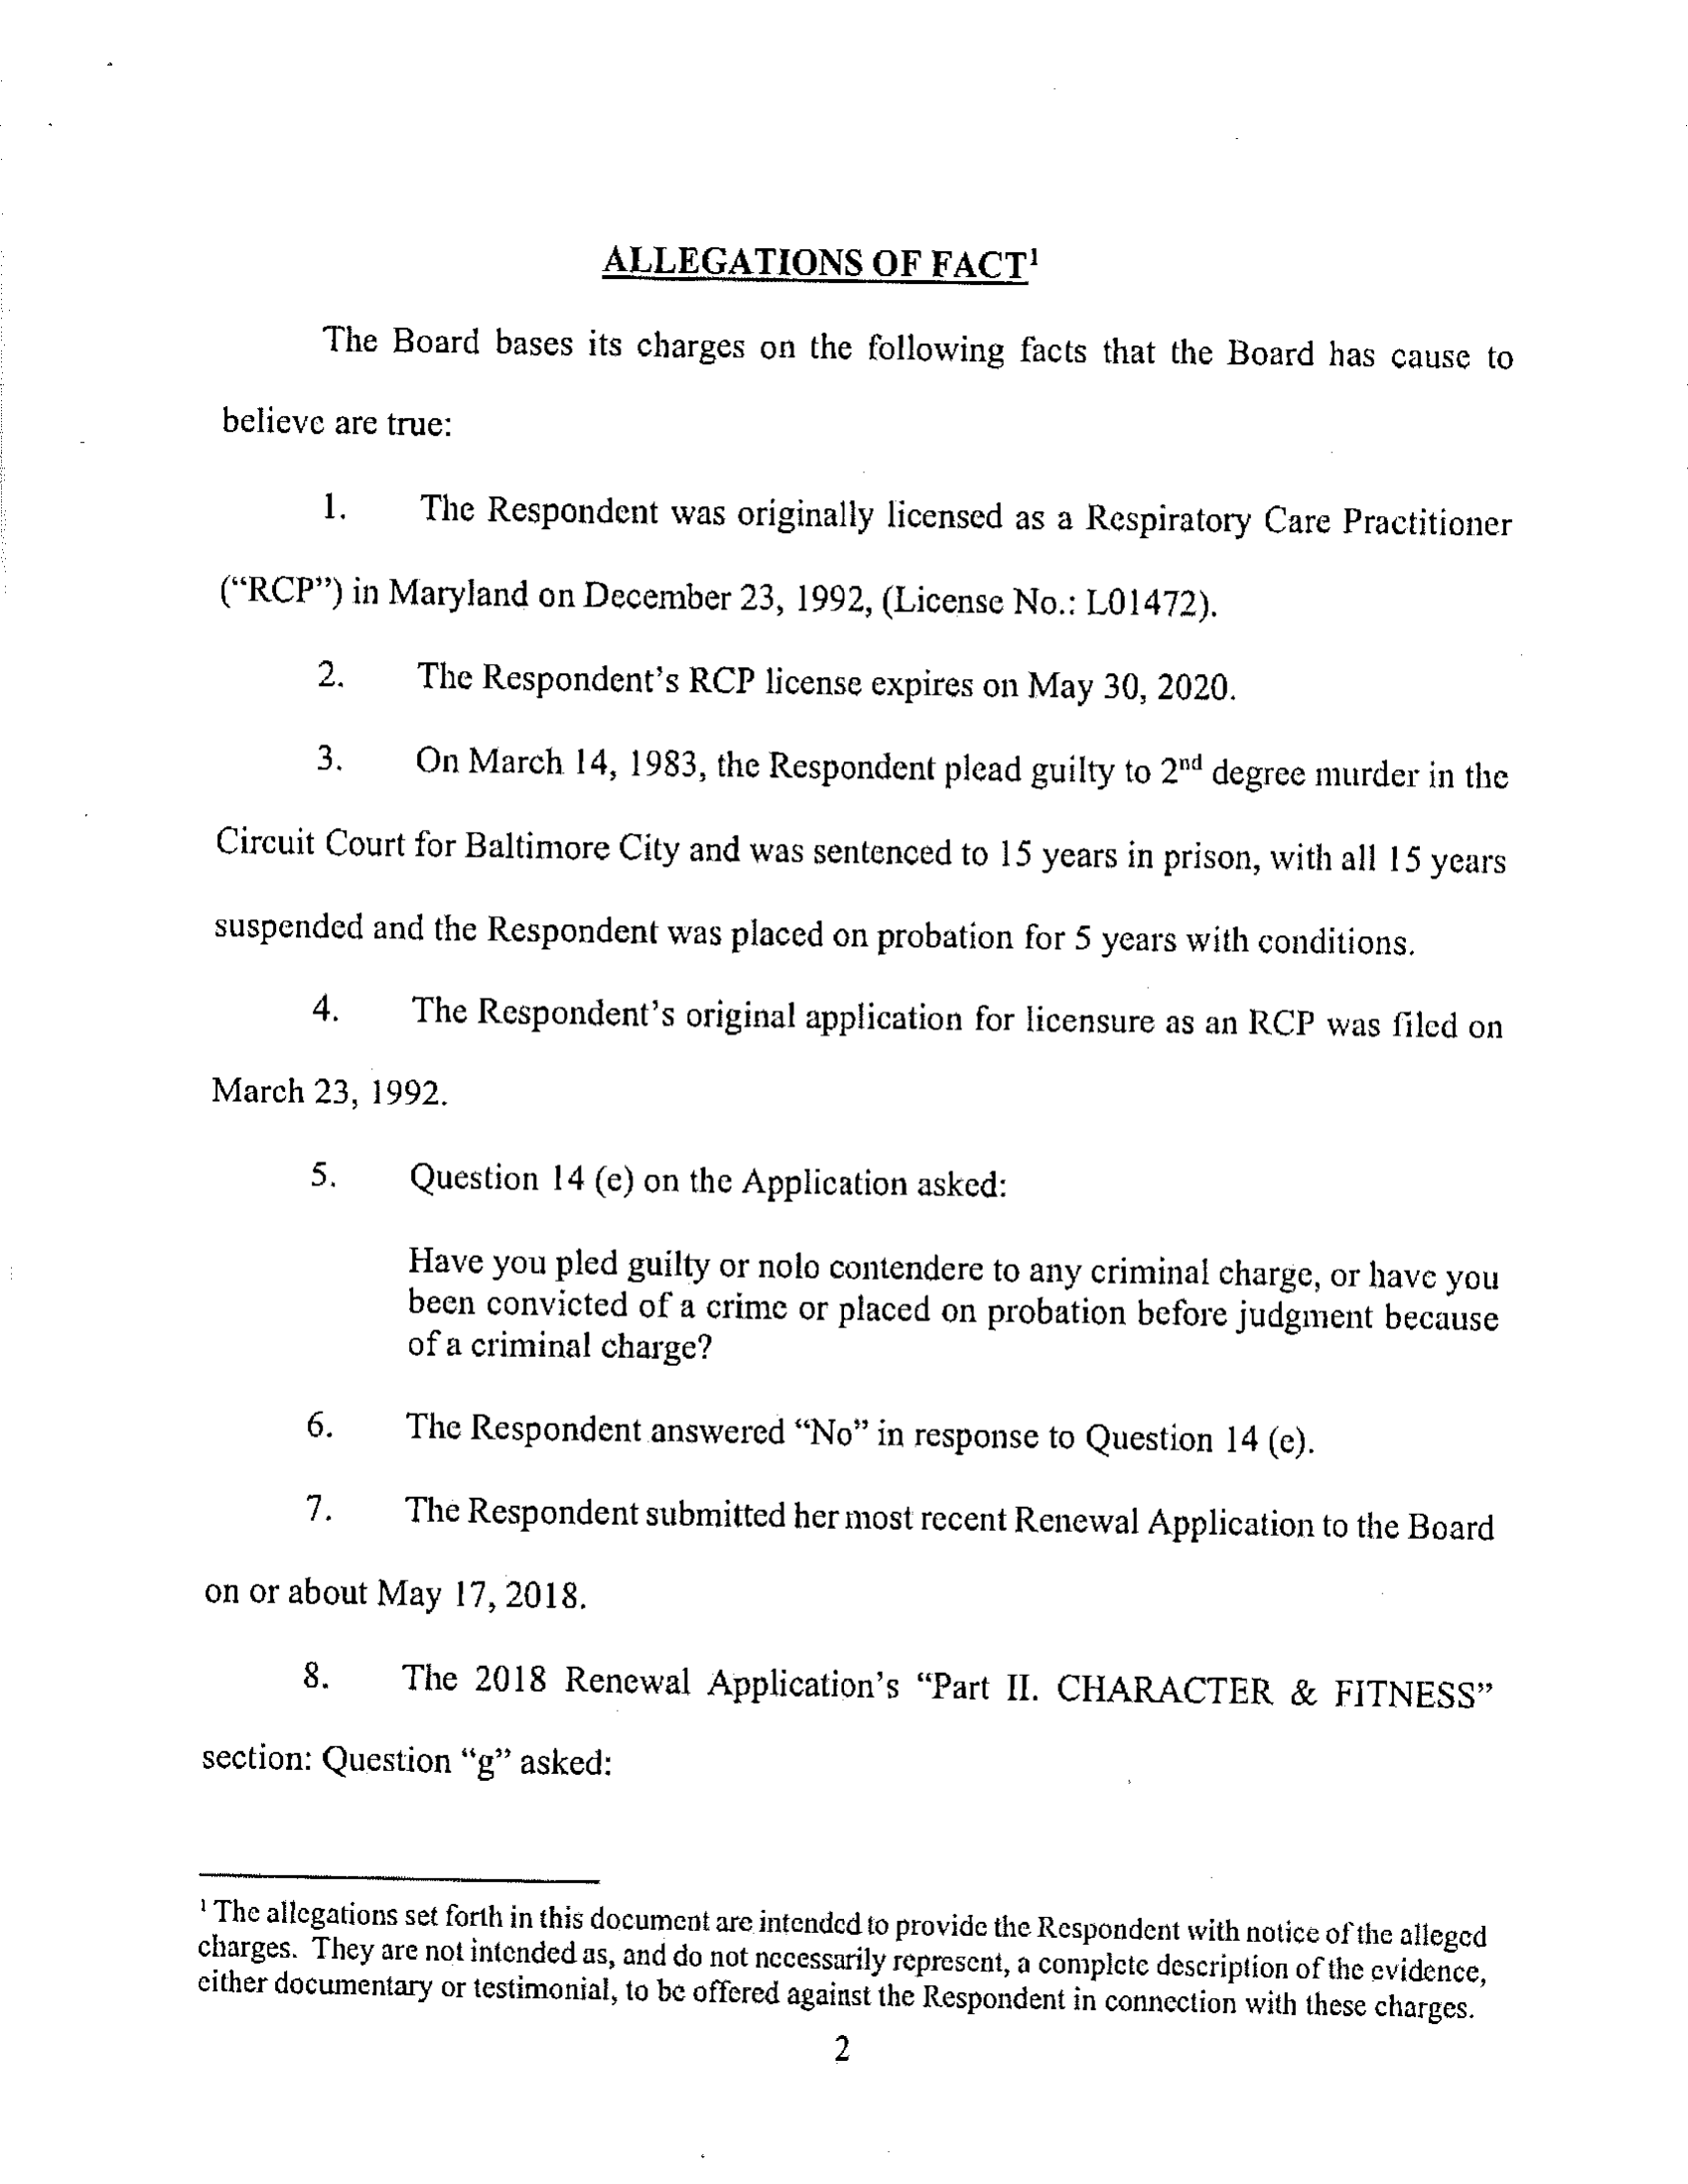 ALLEGATIONS OF FACT¹
The Board bases its charges on the following facts that the Board has cause to
believe are true:
1. The Respondent was originally licensed as a Respiratory Care Practitioner
(“RCP”) in Maryland on December 23, 1992, (License No.: L01472).
2. The Respondent’s RCP license expires on May 30, 2020.
3. On March 14, 1983, the Respondent plead guilty to 2nd degree murder in the
Circuit Court for Baltimore City and was sentenced to 15 years in prison, with all 15 years
suspended and the Respondent was placed on probation for 5 years with conditions.
4. The Respondent’s original application for licensure as an RCP was filed on
March 23, 1992.
5. Question 14 (e) on the Application asked:
Have you pled guilty or nolo contendere to any criminal charge, or have you
been convicted of a crime or placed on probation before judgment because
of a criminal charge?
6. The Respondent answered “No” in response to Question 14 (e).
7. The Respondent submitted her most recent Renewal Application to the Board
on or about May 17, 2018.
8. The 2018 Renewal Application’s “Part II. CHARACTER & FITNESS”
section: Question “g” asked:
¹ The allegations set forth in this document are intended to provide the Respondent with notice of the alleged
charges. They are not intended as, and do not necessarily represent, a complete description of the evidence,
either documentary or testimonial, to be offered against the Respondent in connection with these charges.
2